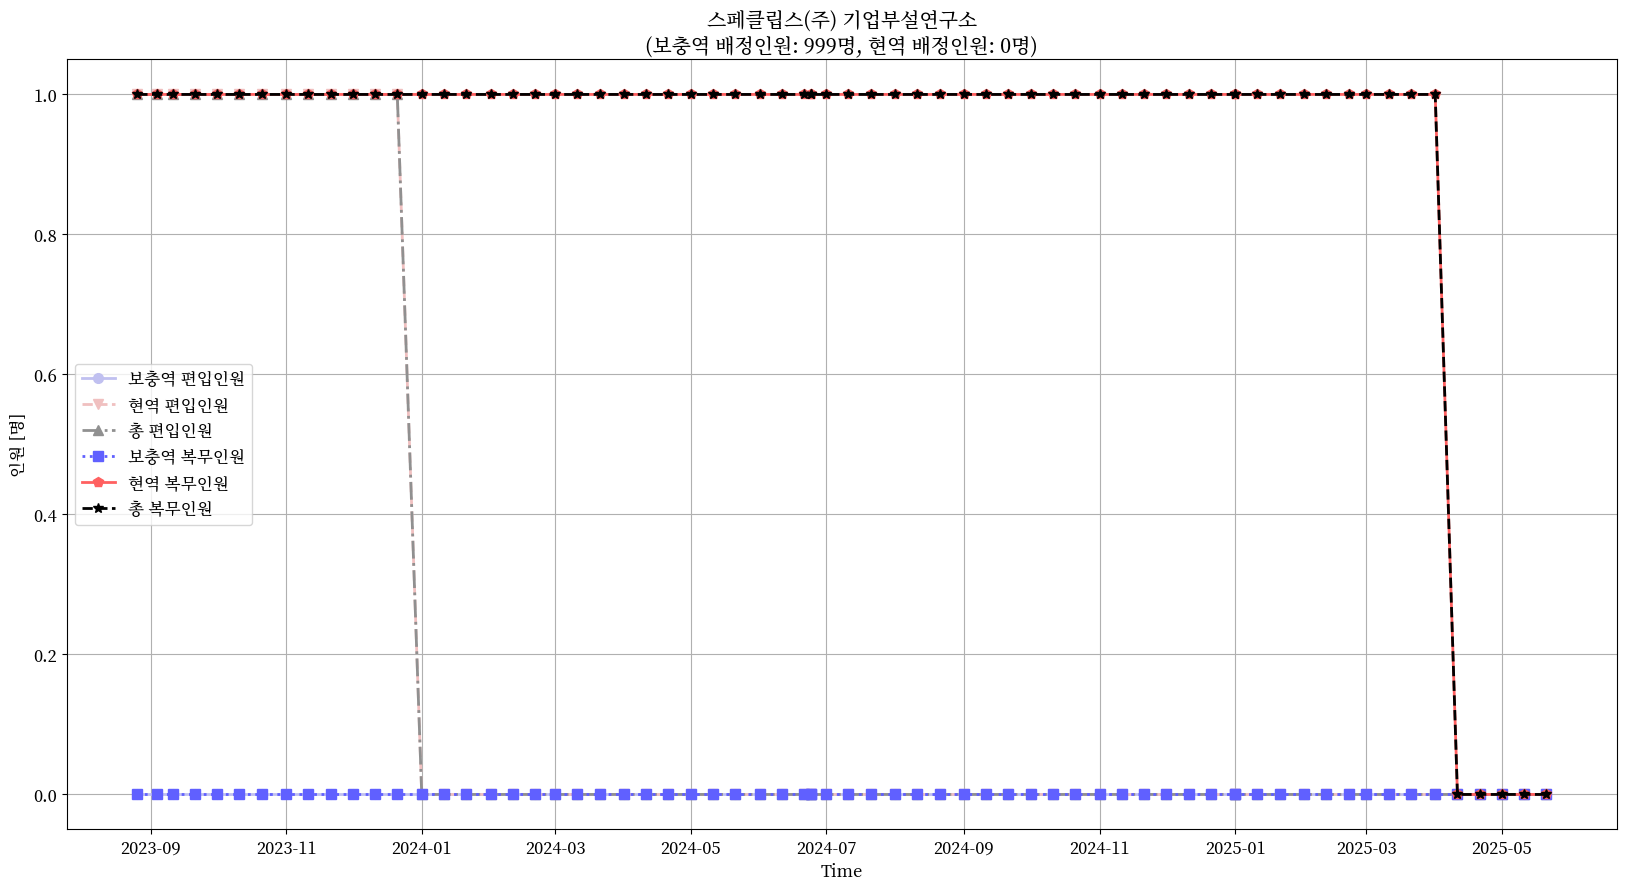 스페클립스(주) 기업부설연구소
(보충역 배정인원: 999명, 현역 배정인원: 0명)
인원 [명]
1.0
0.8
0.6
0.4
0.2
0.0
보충역 편입인원
현역 편입인원
총 편입인원
보충역 복무인원
현역 복무인원
총 복무인원
2023-09 2023-11 2024-01 2024-03 2024-05 2024-07 2024-09 2024-11 2025-01 2025-03 2025-05
Time